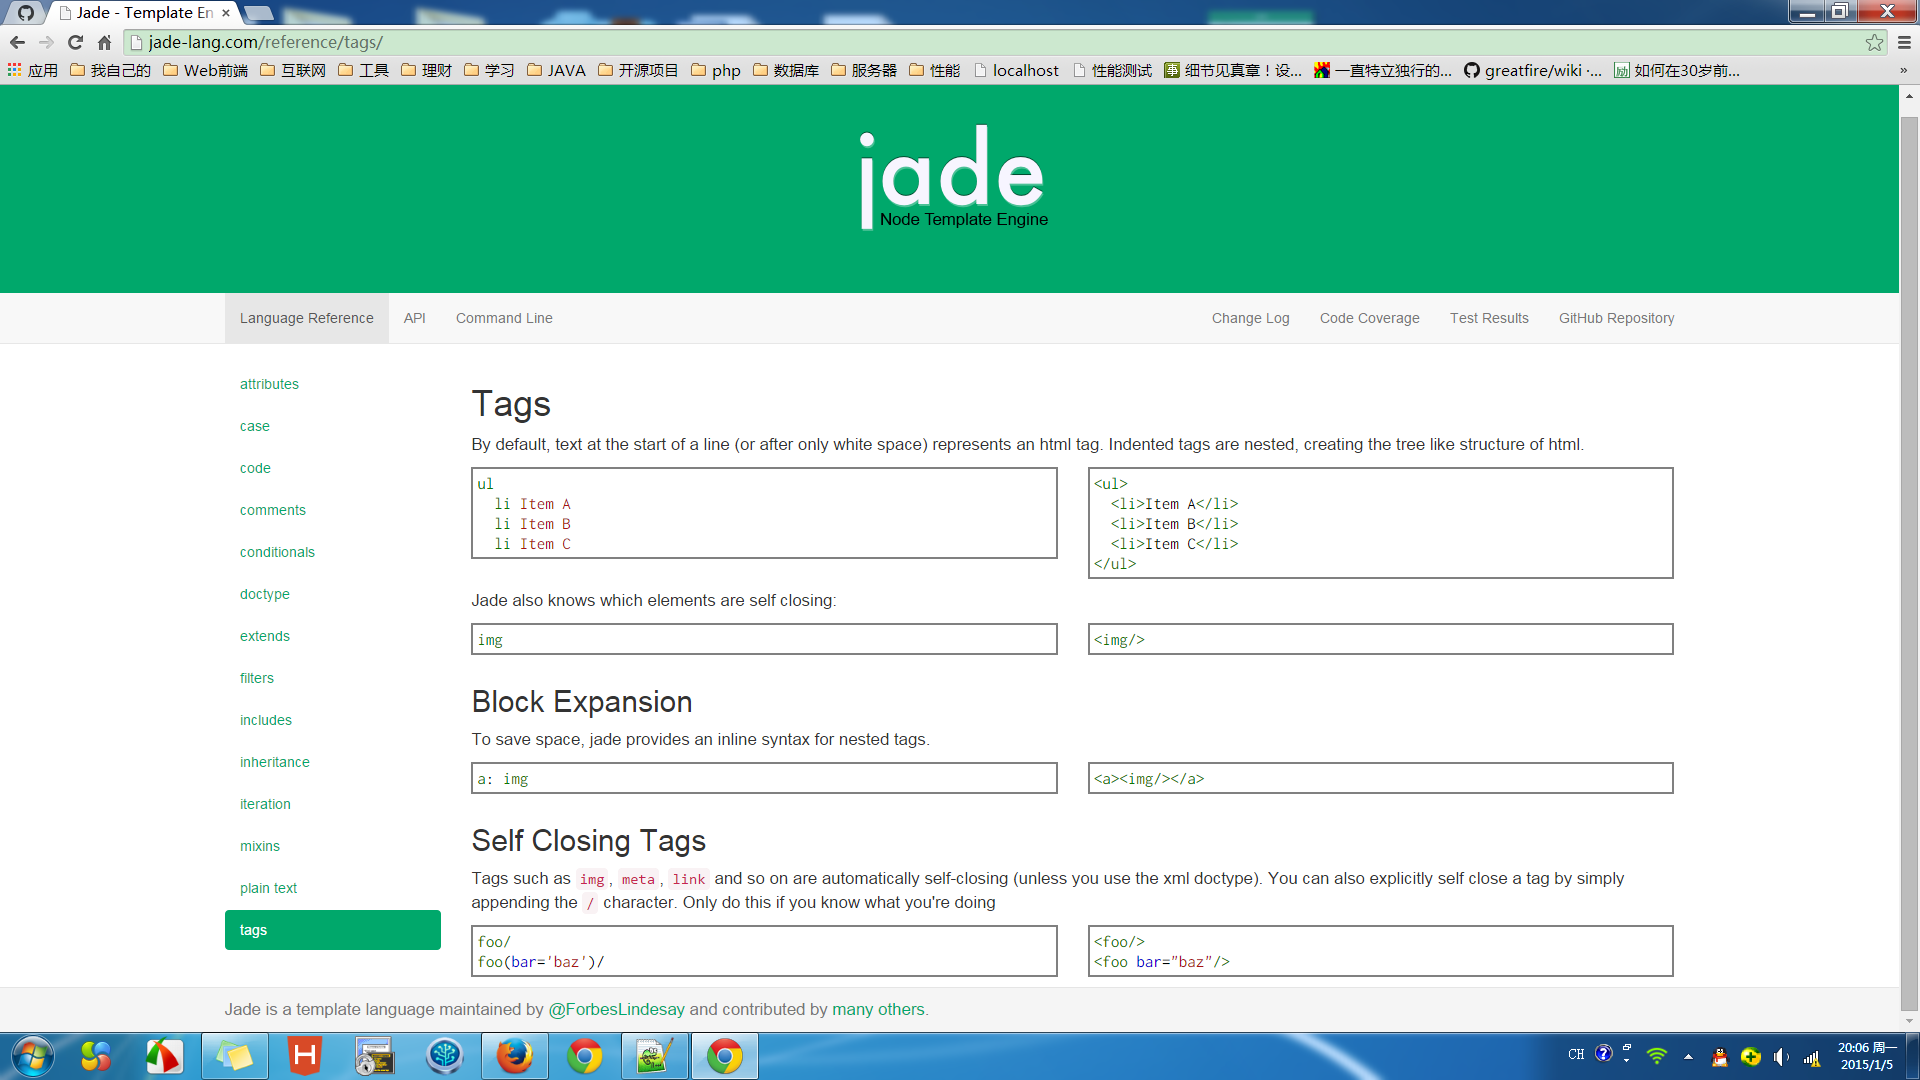 Jade - Template En
jade-lang.com/reference/tags/
应用 我自己的 Web前端 互联网 工具 理财 学习 JAVA 开源项目 php 数据库 服务器 性能 localhost 性能测试 细节见真章！设... 一直特立独行的... greatfire/wiki ·... 如何在30岁前... »
jade
Node Template Engine
Language Reference API Command Line Change Log Code Coverage Test Results GitHub Repository
attributes
case
code
comments
conditionals
doctype
extends
filters
includes
inheritance
iteration
mixins
plain text
tags
Tags
By default, text at the start of a line (or after only white space) represents an html tag. Indented tags are nested, creating the tree like structure of html.
ul
li Item A
li Item B
li Item C
<ul>
<li>Item A</li>
<li>Item B</li>
<li>Item C</li>
</ul>
Jade also knows which elements are self closing:
img
<img/>
Block Expansion
To save space, jade provides an inline syntax for nested tags.
a: img
<a><img/></a>
Self Closing Tags
Tags such as img, meta, link and so on are automatically self-closing (unless you use the xml doctype). You can also explicitly self close a tag by simply
appending the / character. Only do this if you know what you're doing
foo/
foo(bar='baz')/
<foo/>
<foo bar="baz"/>
Jade is a template language maintained by @ForbesLindesay and contributed by many others.
H
CH
20:06 周一
2015/1/5